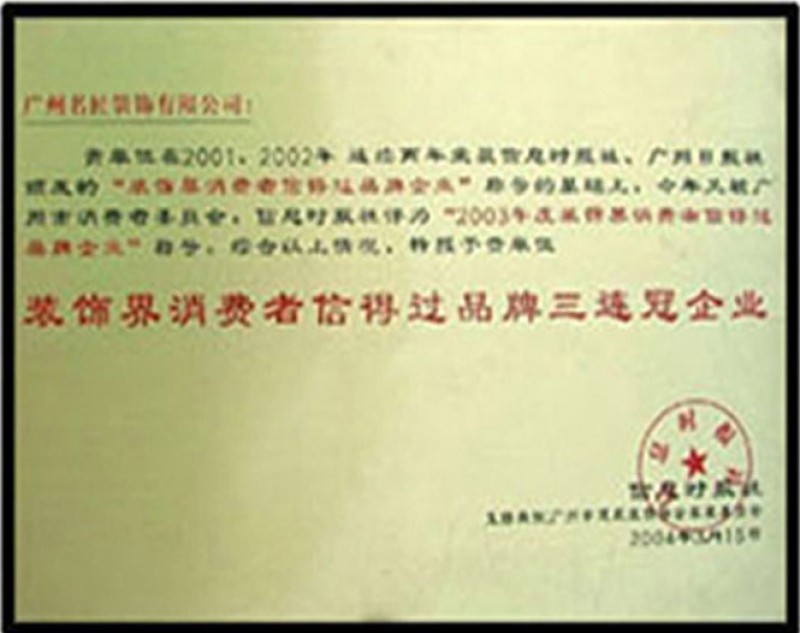 广州名匠装饰有限公司：
贵单位在2001、2002年连续两年荣获信息时报社、广州日报社
颁发的“装饰界消费者信得过品牌企业”称号的基础上，今年又被广
州市消费者委员会、信息时报社评为“2003年度装饰界消费者信得过
品牌企业”称号。综合以上情况，特授予贵单位
装饰界消费者信得过品牌三连冠企业
信息时报社
2004年3月15日